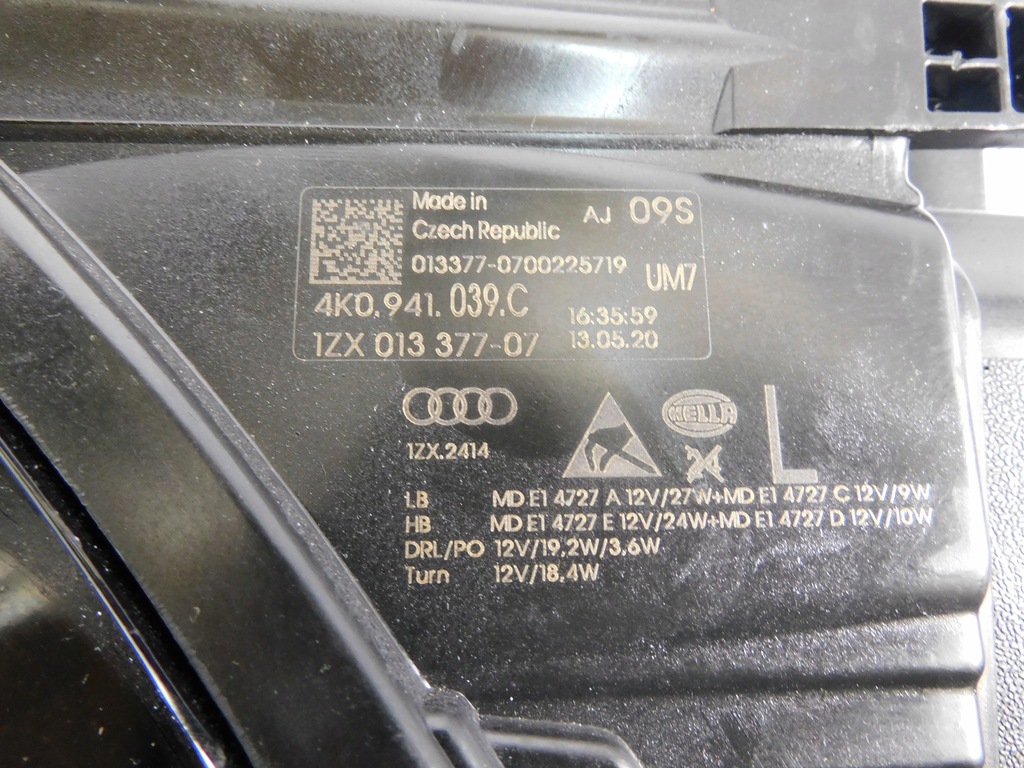 Made in
Czech Republic
AJ 09S
013377-0700225719
UM7
4K0.941.039.C
16:35:59
1ZX 013 377-07
13.05.20
HELLA
1ZX.2414
L
LB MD E1 4727 A 12V/27W+MD E1 4727 C 12V/9W
HB MD E1 4727 E 12V/24W+MD E1 4727 D 12V/10W
DRL/PO 12V/19,2W/3,6W
Turn 12V/18,4W